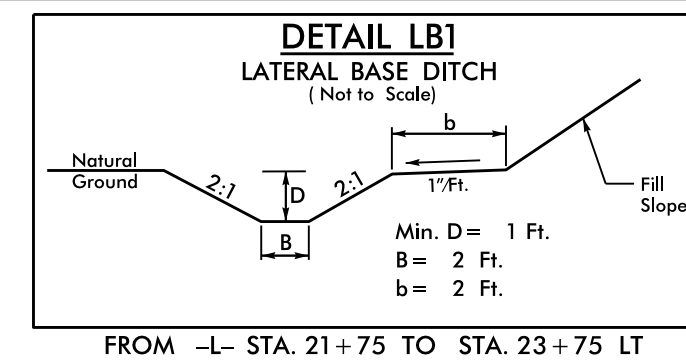 DETAIL LB1
LATERAL BASE DITCH
( Not to Scale)
b
Natural
Ground
2:1
D
2:1
1"/Ft.
Fill
Slope
B
Min. D= 1 Ft.
B= 2 Ft.
b= 2 Ft.
FROM -L- STA. 21+75 TO STA. 23+75 LT